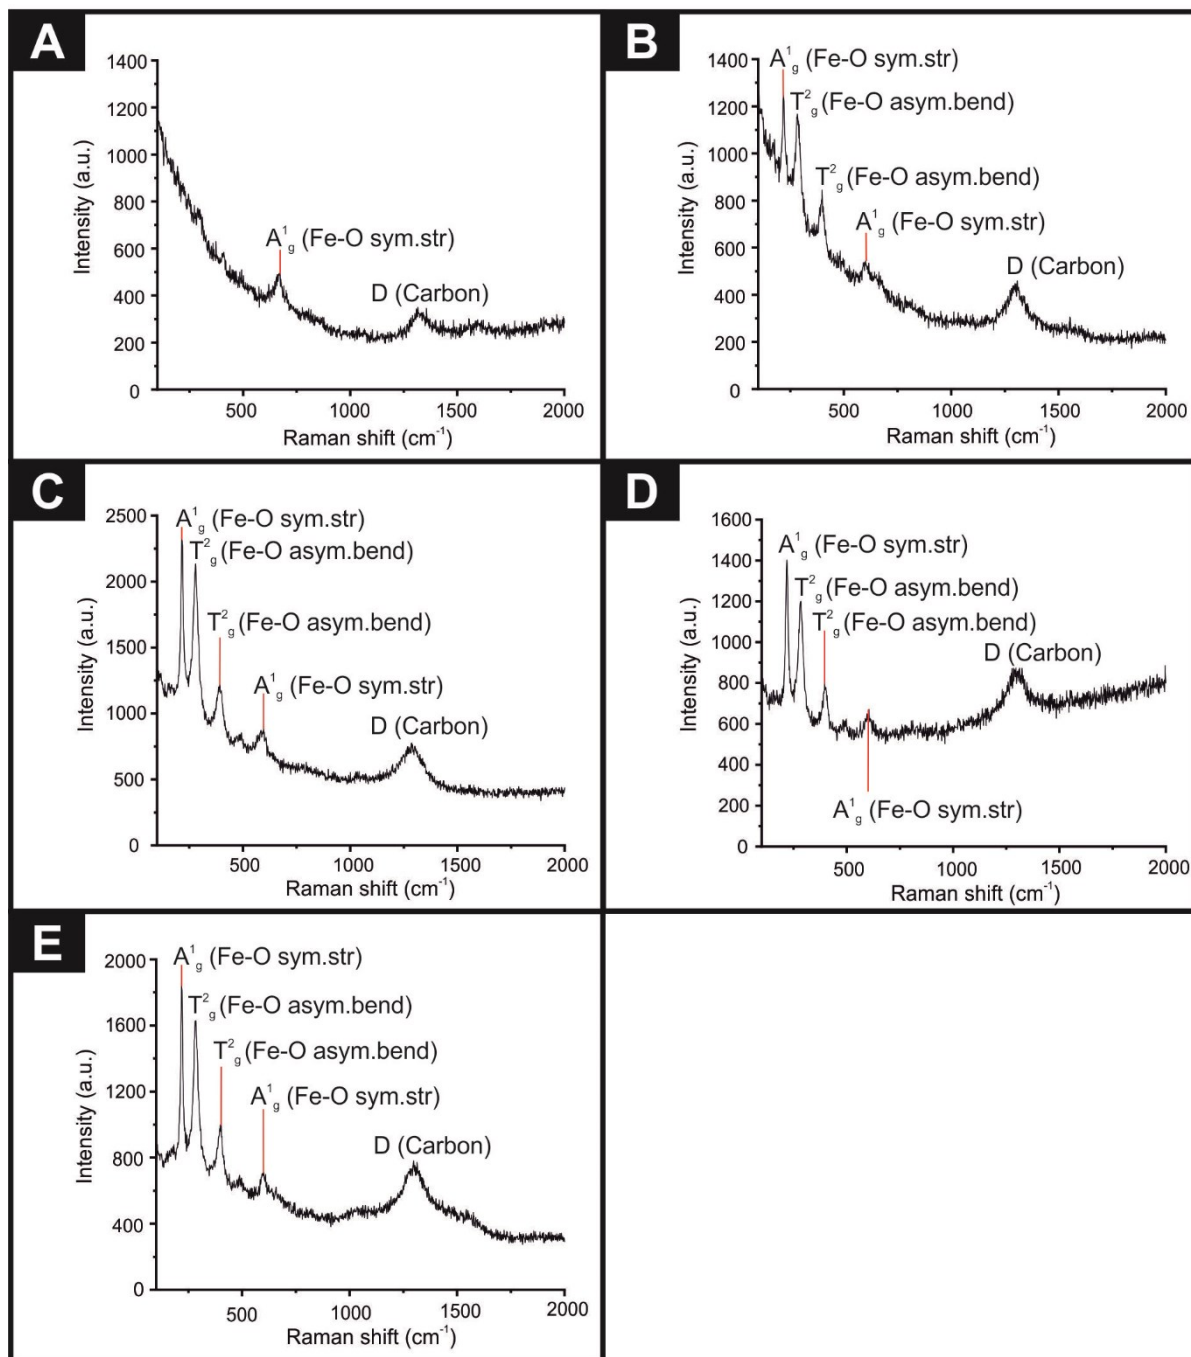 A
1400
1200
1000
800
600
400
200
0
Intensity (a.u.)
A¹g (Fe-O sym.str)
D (Carbon)
500 1000 1500 2000
Raman shift (cm⁻¹)
B
1400
1200
1000
800
600
400
200
0
Intensity (a.u.)
A¹g (Fe-O sym.str)
T²g (Fe-O asym.bend)
T²g (Fe-O asym.bend)
A¹g (Fe-O sym.str)
D (Carbon)
500 1000 1500 2000
Raman shift (cm⁻¹)
C
2500
2000
1500
1000
500
0
Intensity (a.u.)
A¹g (Fe-O sym.str)
T²g (Fe-O asym.bend)
T²g (Fe-O asym.bend)
A¹g (Fe-O sym.str)
D (Carbon)
500 1000 1500 2000
Raman shift (cm⁻¹)
D
1600
1400
1200
1000
800
600
400
200
0
Intensity (a.u.)
A¹g (Fe-O sym.str)
T²g (Fe-O asym.bend)
T²g (Fe-O asym.bend)
D (Carbon)
A¹g (Fe-O sym.str)
500 1000 1500 2000
Raman shift (cm⁻¹)
E
2000
1600
1200
800
400
0
Intensity (a.u.)
A¹g (Fe-O sym.str)
T²g (Fe-O asym.bend)
T²g (Fe-O asym.bend)
A¹g (Fe-O sym.str)
D (Carbon)
500 1000 1500 2000
Raman shift (cm⁻¹)